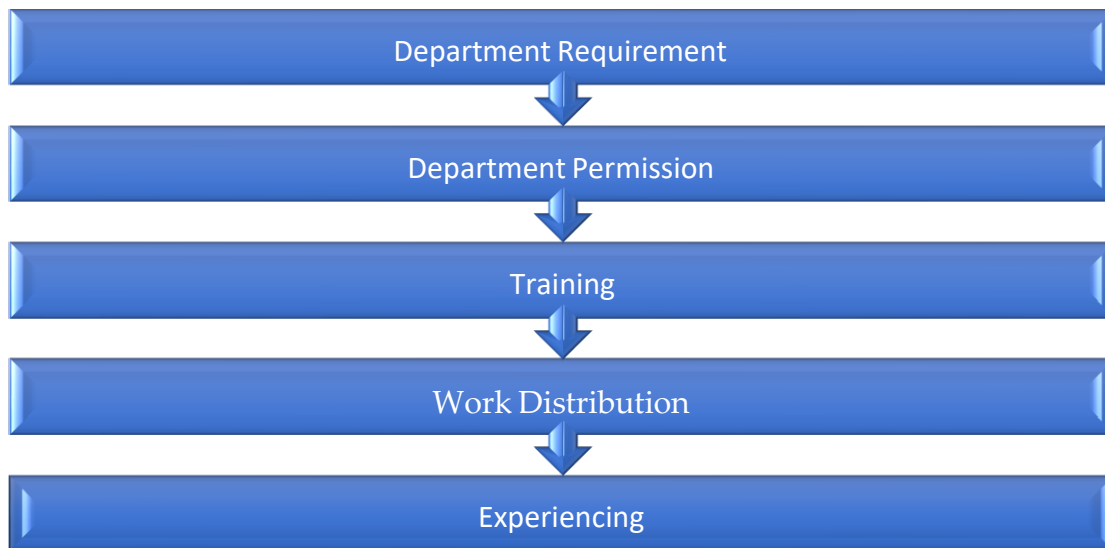 Department Requirement
Department Permission
Training
Work Distribution
Experiencing